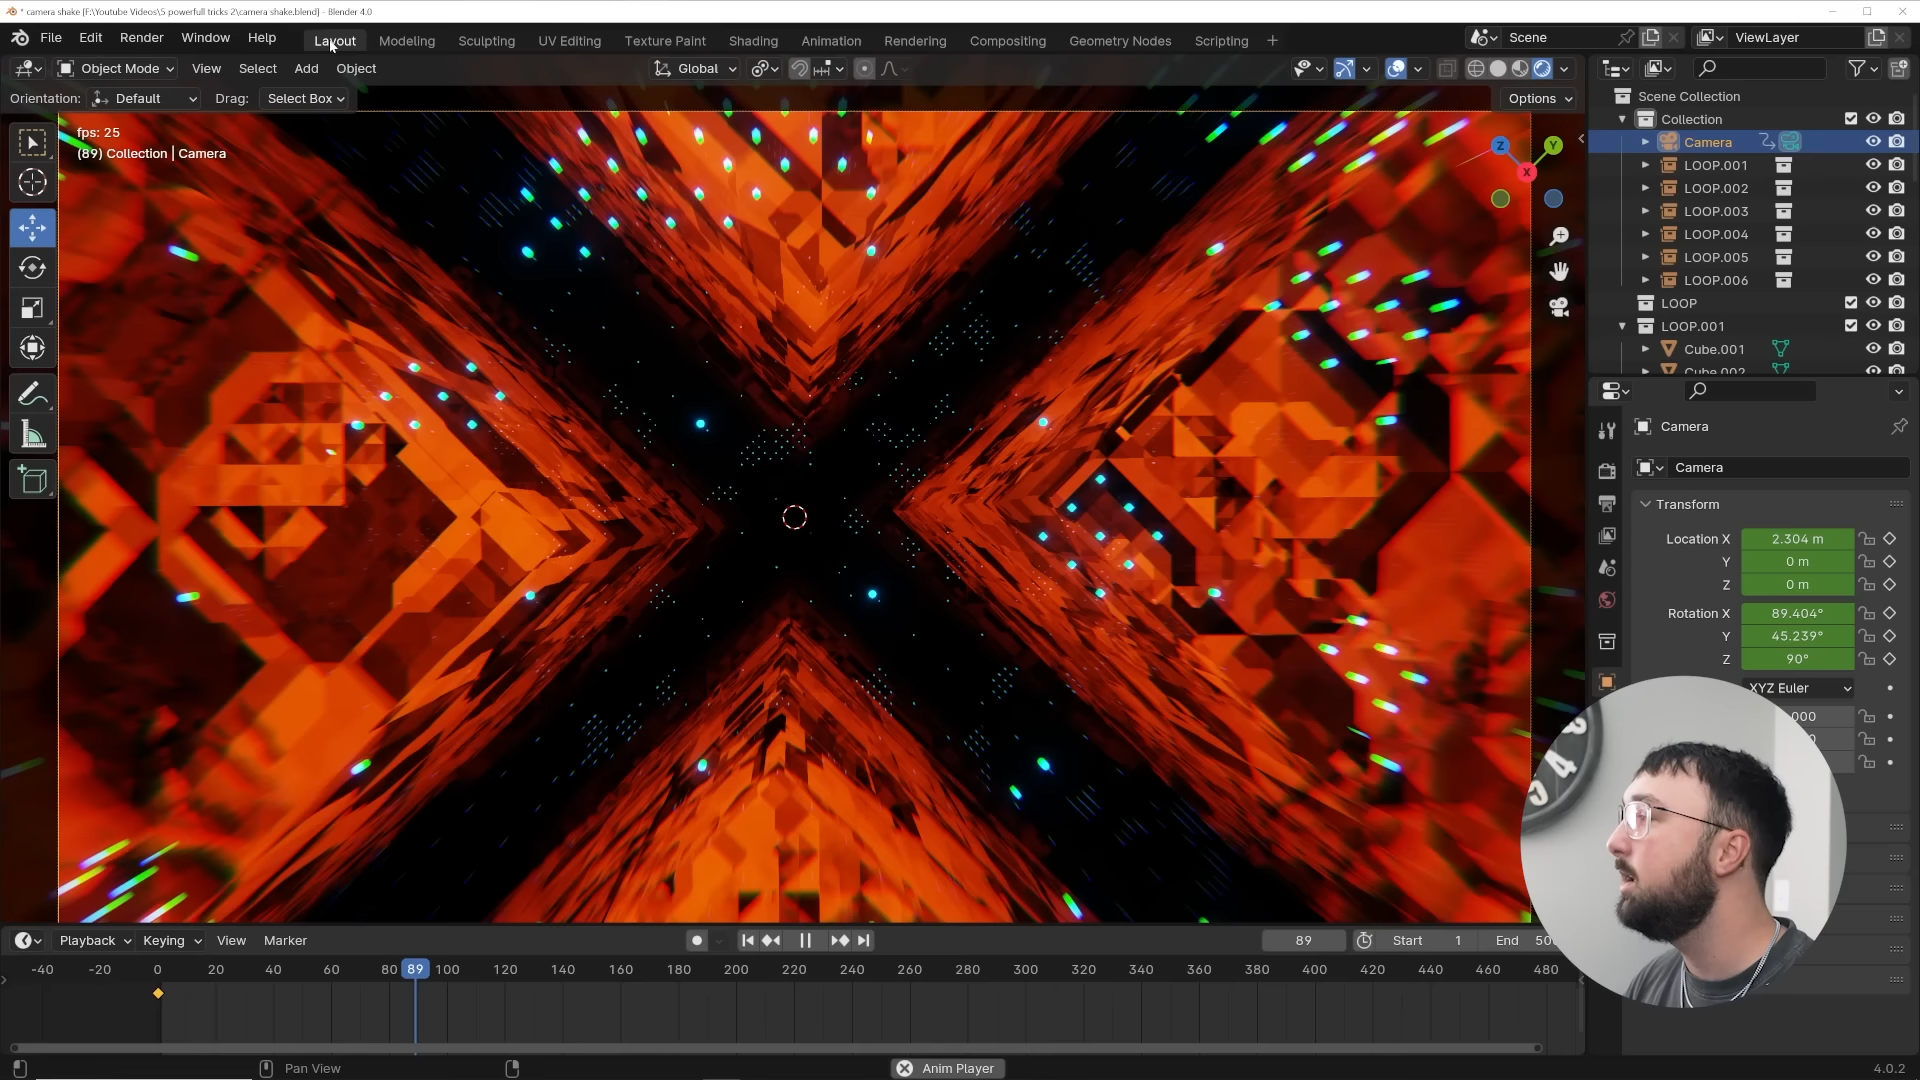 * camera shake [F:\Youtube Videos\5 powerfull tricks 2\camera shake.blend] - Blender 4.0
File Edit Render Window Help Layout Modeling Sculpting UV Editing Texture Paint Shading Animation Rendering Compositing Geometry Nodes Scripting + Scene ViewLayer
Object Mode View Select Add Object Global
Orientation: Default Drag: Select Box Options
fps: 25
(89) Collection | Camera
Z Y X
Scene Collection
Collection
Camera
LOOP.001
LOOP.002
LOOP.003
LOOP.004
LOOP.005
LOOP.006
LOOP
LOOP.001
Cube.001
Cube.002
Camera
Camera
Transform
Location X 2.304 m
Y 0 m
Z 0 m
Rotation X 89.404°
Y 45.239°
Z 90°
XYZ Euler
Playback Keying View Marker 89 Start 1 End
-40 -20 0 20 40 60 80 89 100 120 140 160 180 200 220 240 260 280 300 320 340 360 380 400 420 440 460 480
Pan View Anim Player 4.0.2